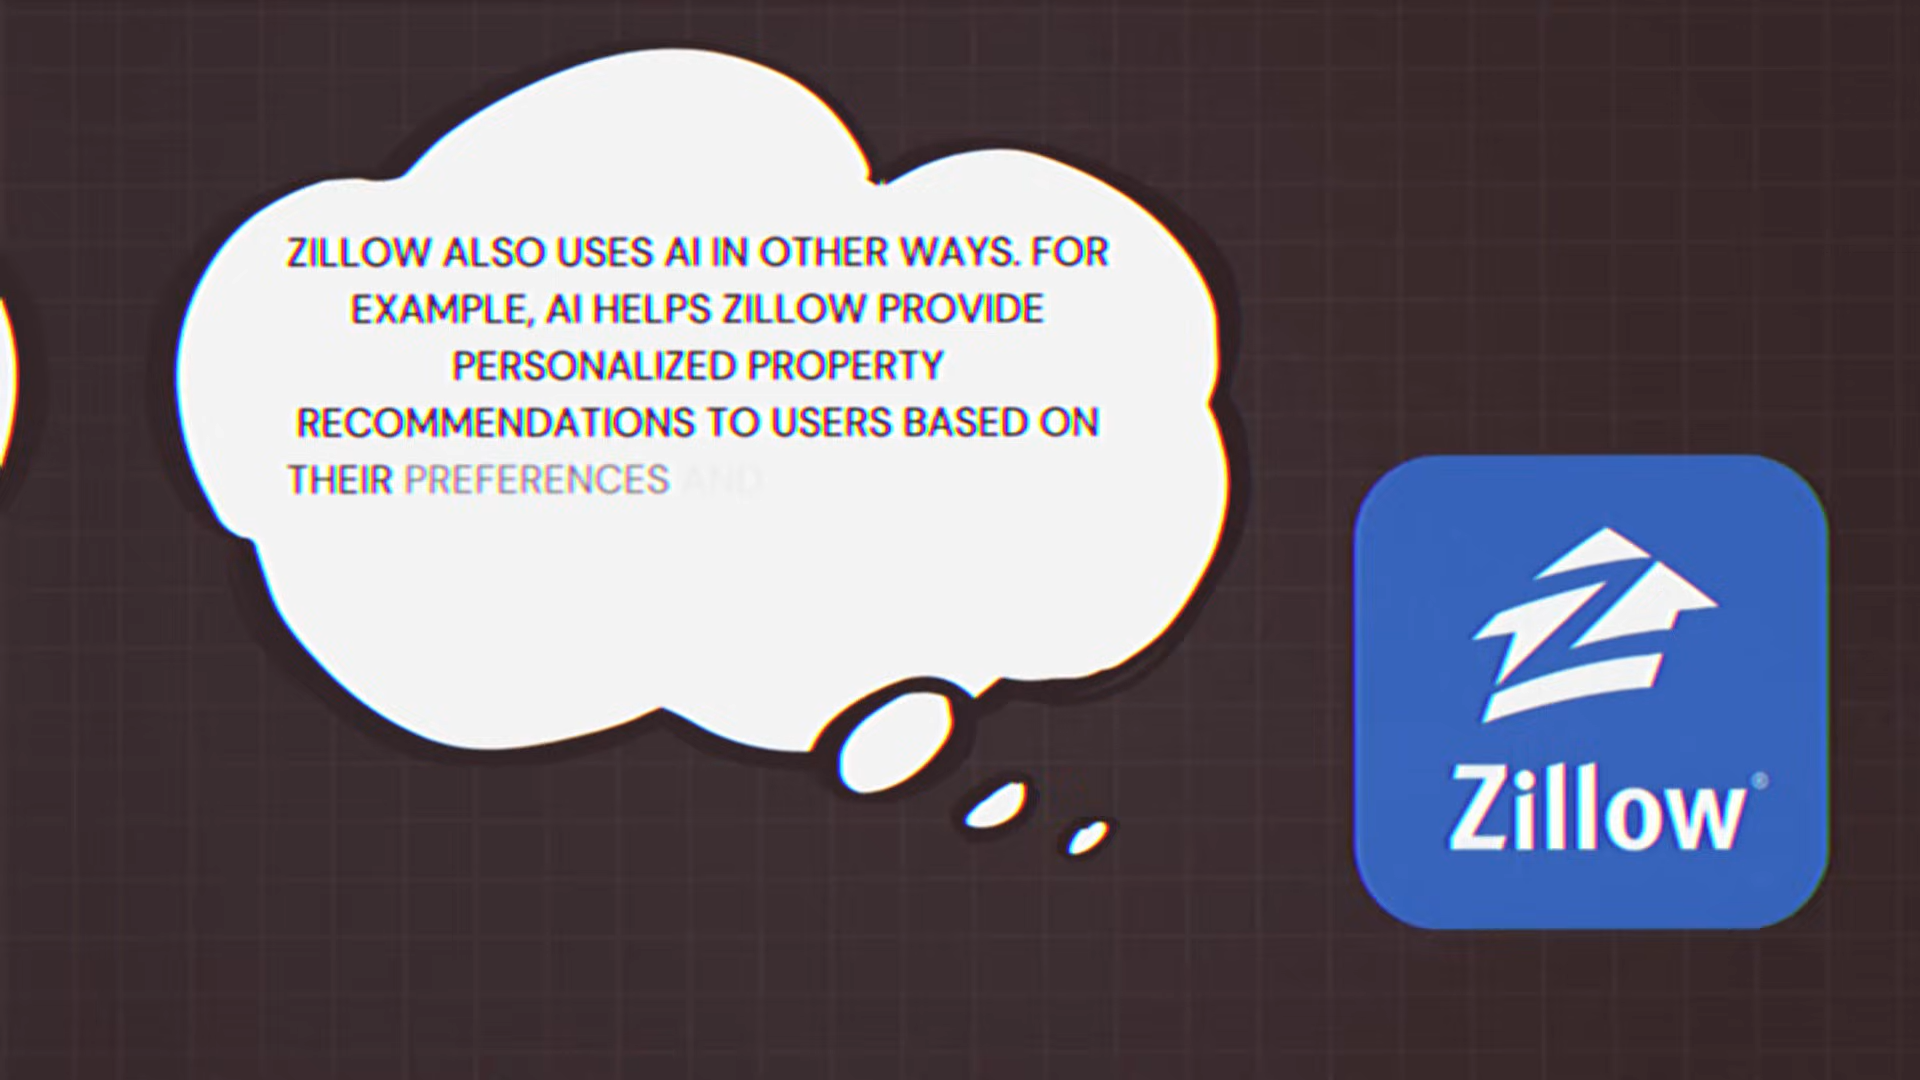 ZILLOW ALSO USES AI IN OTHER WAYS. FOR
EXAMPLE, AI HELPS ZILLOW PROVIDE
PERSONALIZED PROPERTY
RECOMMENDATIONS TO USERS BASED ON
THEIR PREFERENCES AND
Zillow®